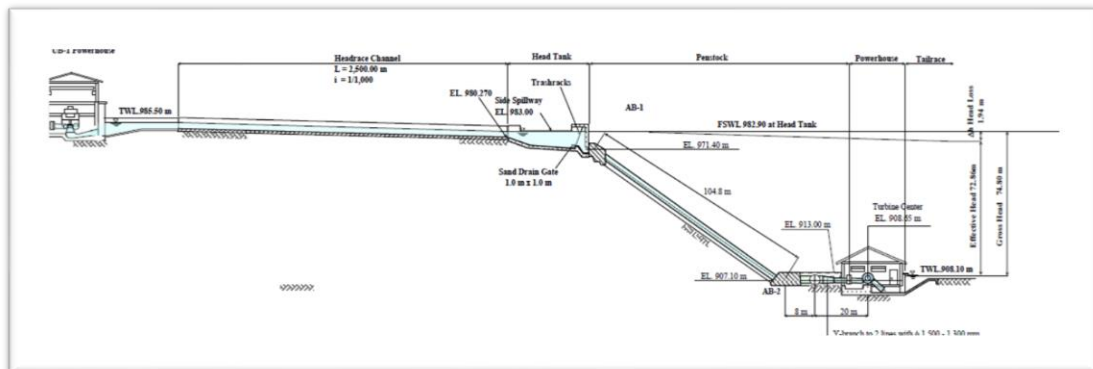 Headrace Channel
L = 2,500.00 m
i = 1/1,000
Head Tank
Penstock
Powerhouse
Tailrace
Trashracks
EL. 980.270
Side Spillway
EL. 983.00
AB-1
TWL.985.50 m
FSWL 982.90 at Head Tank
Δh Head Loss
1.94 m
EL. 971.40 m
Sand Drain Gate
1.0 m x 1.0 m
104.8 m
Effective Head 72.86m
Gross Head 74.80 m
Turbine Center
EL. 908.65 m
EL. 913.00 m
EL. 907.10 m
TWL.908.10 m
AB-2
8 m
20 m